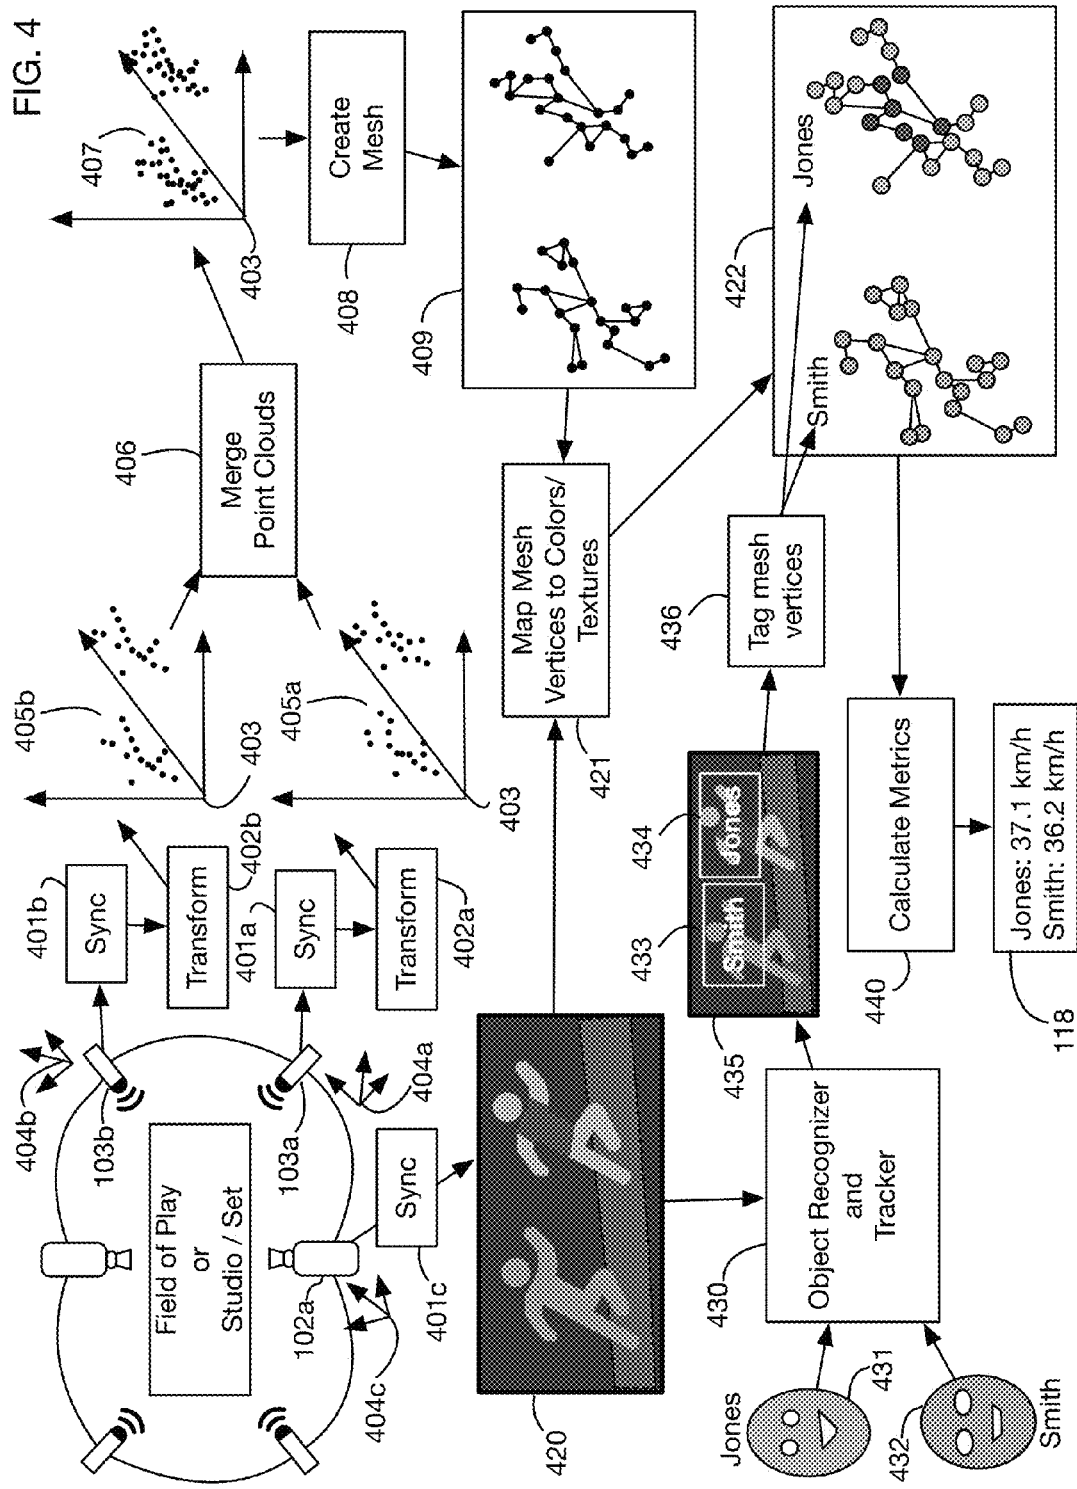 FIG. 4
404b
103b
Field of Play
or
Studio / Set
102a
404c
103a
404a
401c
Sync
401b
Sync
Transform
402b
401a
Sync
Transform
402a
405b
403
405a
403
406
Merge
Point Clouds
407
403
408
Create
Mesh
409
420
421
Map Mesh
Vertices to Colors/
Textures
422
Smith
Jones
Jones
431
432
Smith
430
Object Recognizer
and
Tracker
435
433
434
Smith
Jones
436
Tag mesh
vertices
440
Calculate Metrics
118
Jones: 37.1 km/h
Smith: 36.2 km/h